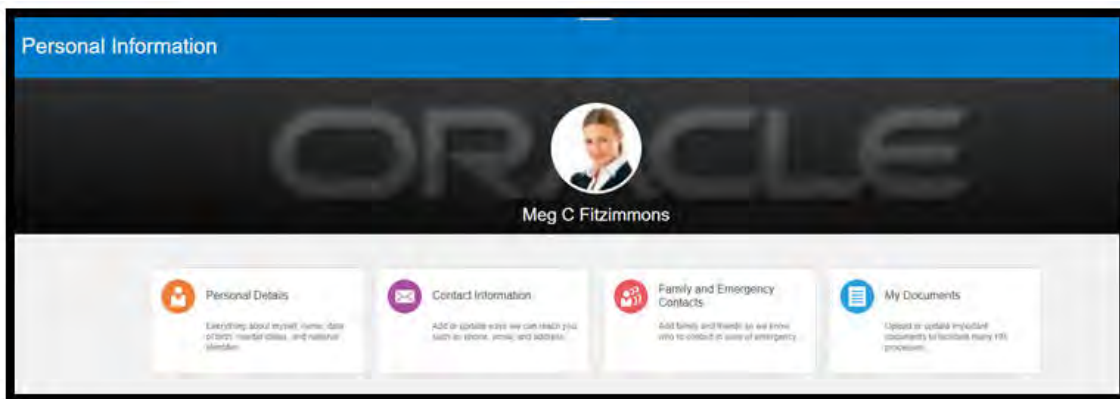 Personal Information
ORACLE
Meg C Fitzimmons
Personal Details
Everything about myself, name, date
of birth, marital status, and national
identifier.
Contact Information
Add or update ways we can reach you
such as phone, email, and address.
Family and Emergency
Contacts
Add family and friends so we know
who to contact in case of emergency.
My Documents
Upload or update important
documents to facilitate many HR
processes.